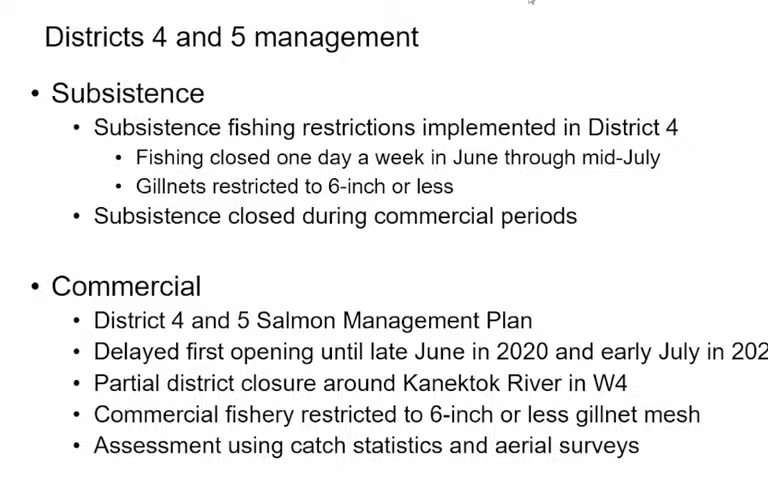 Districts 4 and 5 management
• Subsistence
• Subsistence fishing restrictions implemented in District 4
• Fishing closed one day a week in June through mid-July
• Gillnets restricted to 6-inch or less
• Subsistence closed during commercial periods
• Commercial
• District 4 and 5 Salmon Management Plan
• Delayed first opening until late June in 2020 and early July in
• Partial district closure around Kanektok River in W4
• Commercial fishery restricted to 6-inch or less gillnet mesh
• Assessment using catch statistics and aerial surveys